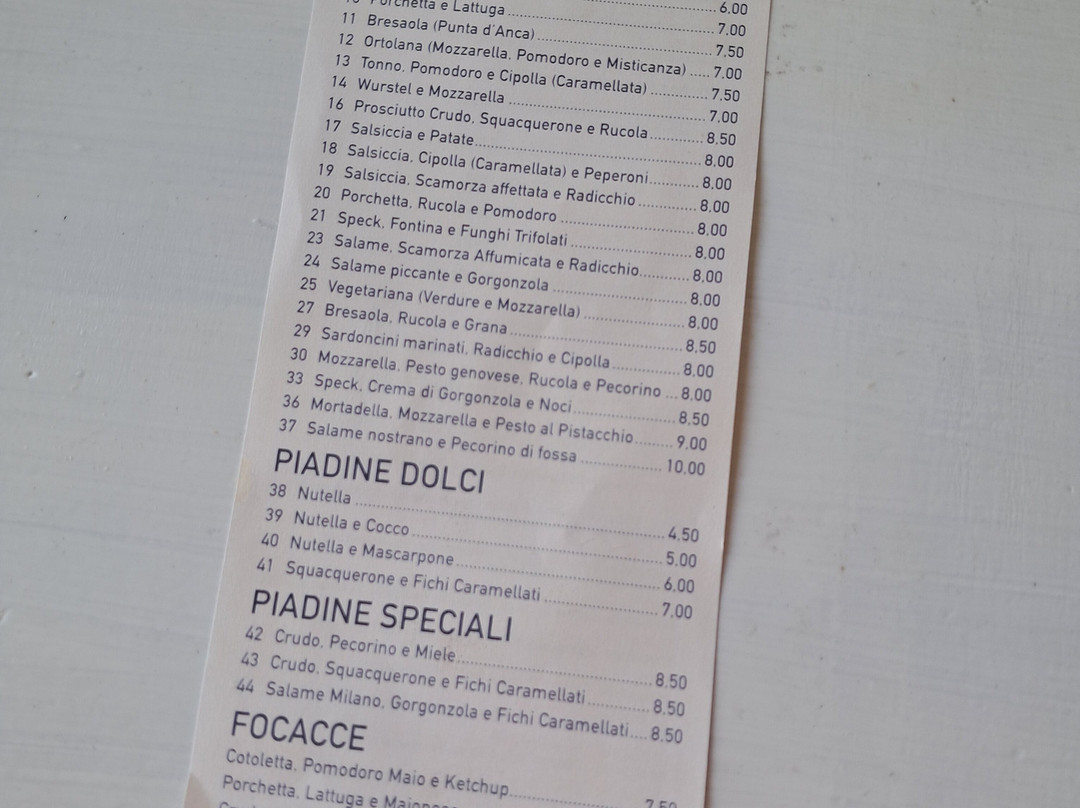 6.00
Porchetta e Lattuga 7.00
11 Bresaola (Punta d'Anca) 7.50
12 Ortolana (Mozzarella, Pomodoro e Misticanza) 7.00
13 Tonno, Pomodoro e Cipolla (Caramellata) 7.50
14 Wurstel e Mozzarella 7.00
16 Prosciutto Crudo, Squacquerone e Rucola 8.50
17 Salsiccia e Patate 8.00
18 Salsiccia, Cipolla (Caramellata) e Peperoni 8.00
19 Salsiccia, Scamorza affettata e Radicchio 8.00
20 Porchetta, Rucola e Pomodoro 8.00
21 Speck, Fontina e Funghi Trifolati 8.00
23 Salame, Scamorza Affumicata e Radicchio 8.00
24 Salame piccante e Gorgonzola 8.00
25 Vegetariana (Verdure e Mozzarella) 8.00
27 Bresaola, Rucola e Grana 8.50
29 Sardoncini marinati, Radicchio e Cipolla 8.00
30 Mozzarella, Pesto genovese, Rucola e Pecorino 8.00
33 Speck, Crema di Gorgonzola e Noci 8.50
36 Mortadella, Mozzarella e Pesto al Pistacchio 9.00
37 Salame nostrano e Pecorino di fossa 10.00
PIADINE DOLCI
38 Nutella 4.50
39 Nutella e Cocco 5.00
40 Nutella e Mascarpone 6.00
41 Squacquerone e Fichi Caramellati 7.00
PIADINE SPECIALI
42 Crudo, Pecorino e Miele 8.50
43 Crudo, Squacquerone e Fichi Caramellati 8.50
44 Salame Milano, Gorgonzola e Fichi Caramellati 8.50
FOCACCE
Cotoletta, Pomodoro Maio e Ketchup 7.50
Porchetta, Lattuga e